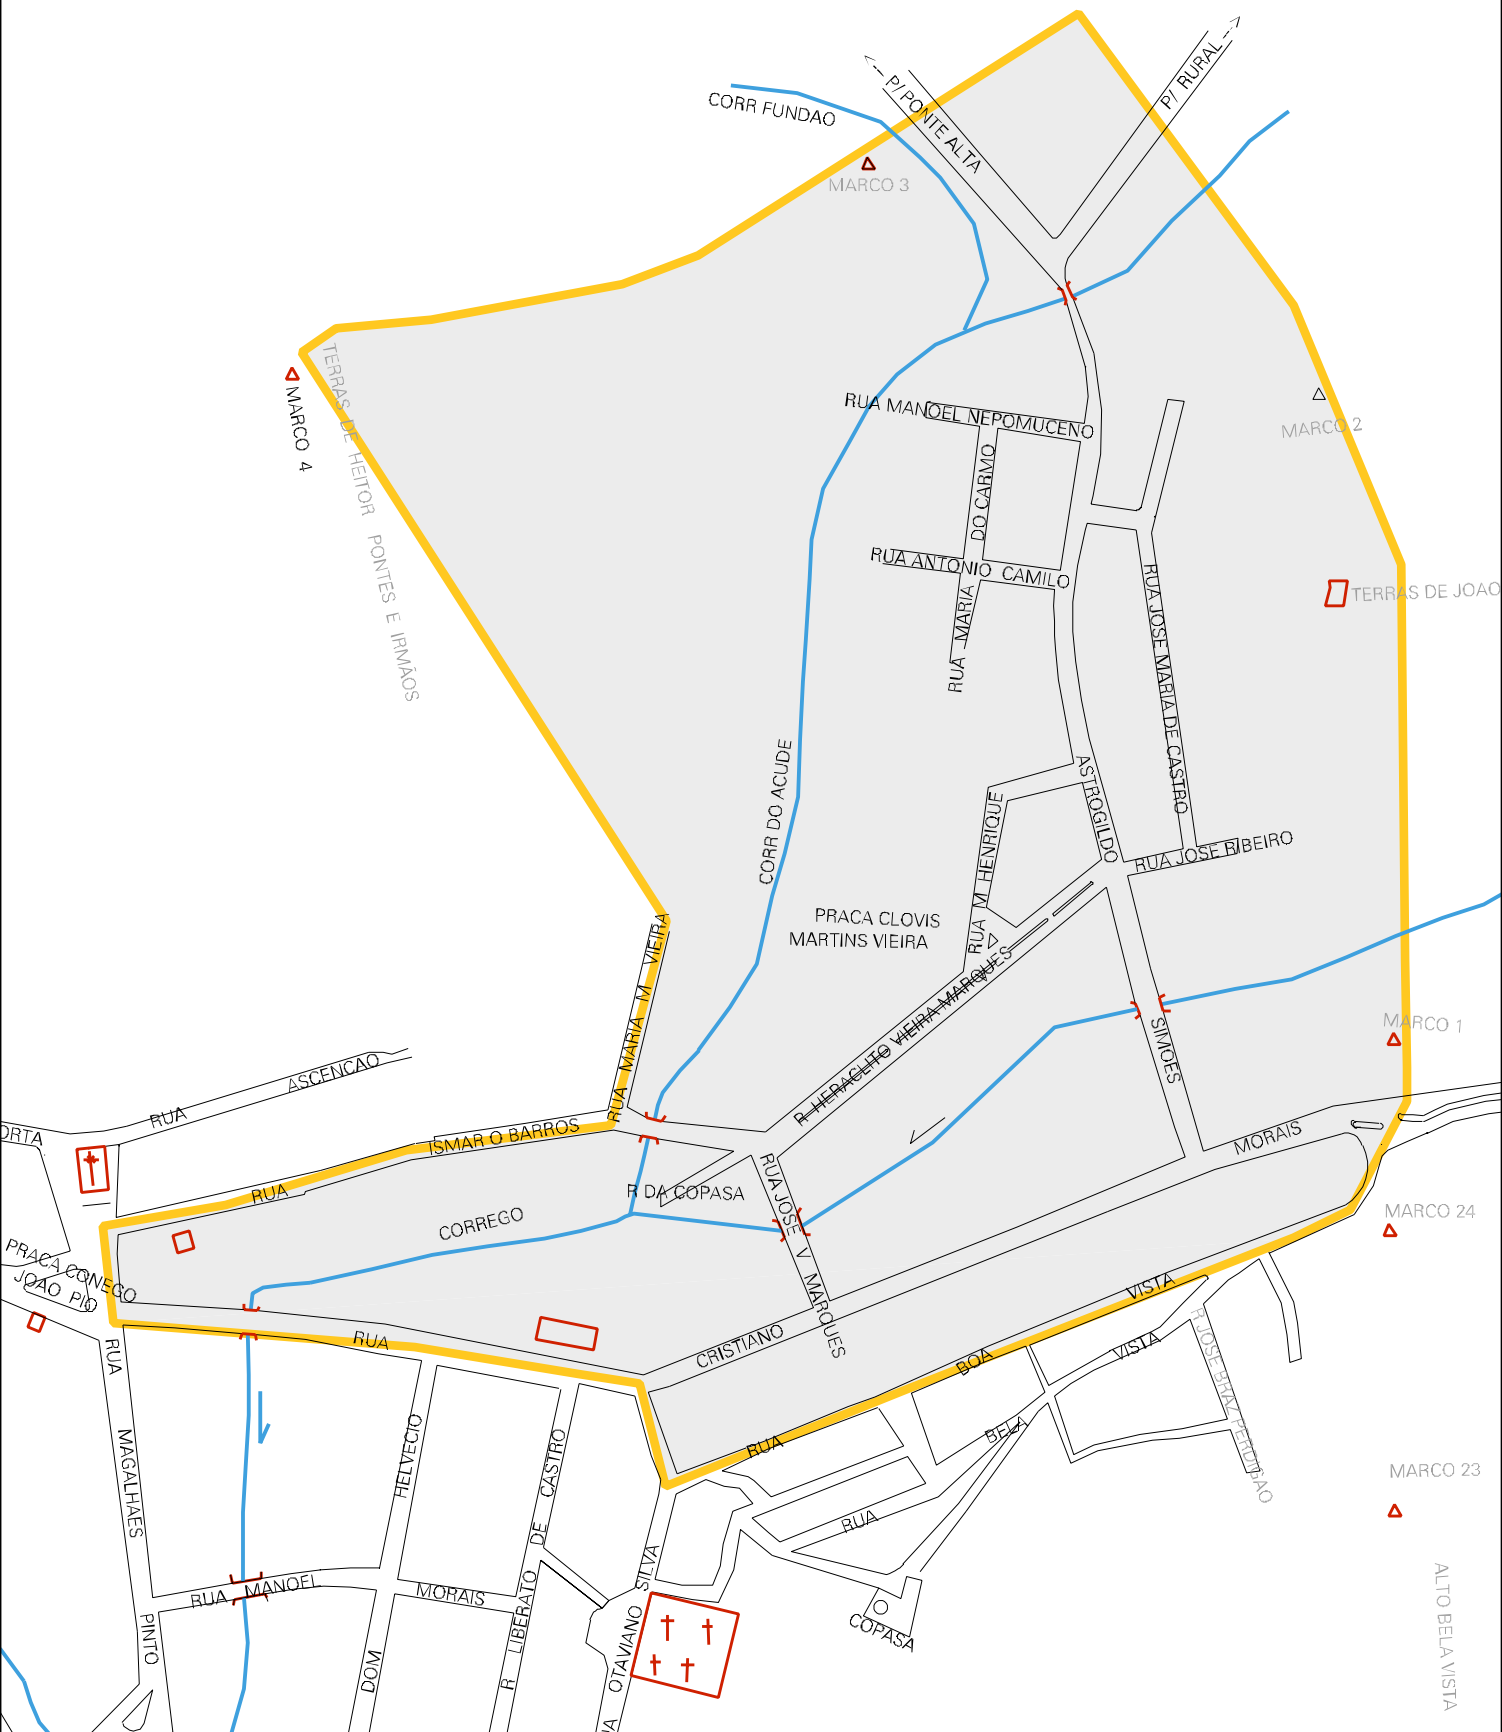 P/ RURAL
P/ PONTE ALTA
CORR FUNDAO
MARCO 3
TERRAS DE HEITOR PONTES E IRMÃOS
MARCO 4
RUA MANOEL NEPOMUCENO
MARCO 2
RUA MARIA DO CARMO
RUA ANTONIO CAMILO
RUA JOSE MARIA DE CASTRO
TERRAS DE JOAO
CORR DO ACUDE
ASTROGILDO
SIMOES
RUA M HENRIQUE
RUA JOSE RIBEIRO
PRACA CLOVIS
MARTINS VIEIRA
R HERACLITO VIEIRA MARQUES
RUA MARIA M VIEIRA
MARCO 1
RUA ASCENCAO
ORTA
RUA ISMAR O BARROS
MORAIS
R DA COPASA
RUA JOSE V MARQUES
CORREGO
MARCO 24
PRACA CONEGO
JOAO PIO
RUA
CRISTIANO
RUA BOA VISTA
RUA BELA VISTA
R JOSE BRAZ PERDIGAO
RUA MAGALHAES PINTO
DOM HELVECIO
R LIBERATO DE CASTRO
MARCO 23
RUA MANOEL MORAIS
OTAVIANO SILVA
UA
COPASA
ALTO BELA VISTA